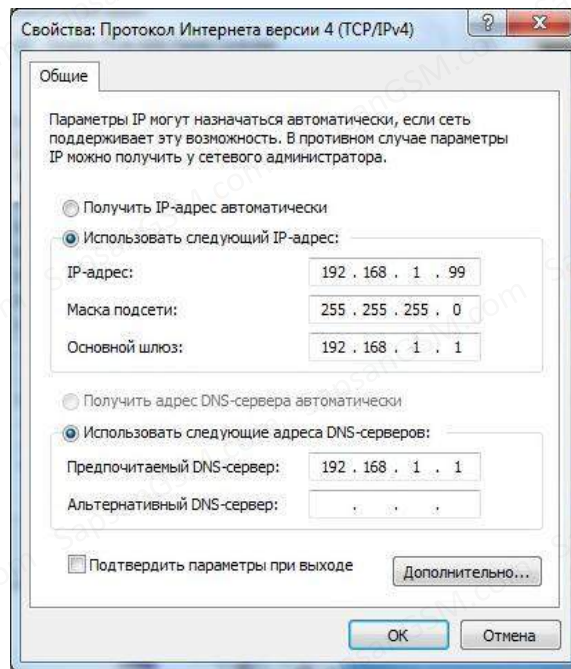 Свойства: Протокол Интернета версии 4 (TCP/IPv4)
Общие
Параметры IP могут назначаться автоматически, если сеть
поддерживает эту возможность. В противном случае параметры
IP можно получить у сетевого администратора.
Получить IP-адрес автоматически
Использовать следующий IP-адрес:
IP-адрес: 192 . 168 . 1 . 99
Маска подсети: 255 . 255 . 255 . 0
Основной шлюз: 192 . 168 . 1 . 1
Получить адрес DNS-сервера автоматически
Использовать следующие адреса DNS-серверов:
Предпочитаемый DNS-сервер: 192 . 168 . 1 . 1
Альтернативный DNS-сервер: . . .
Подтвердить параметры при выходе
Дополнительно...
ОК Отмена
SapsanGSM.com